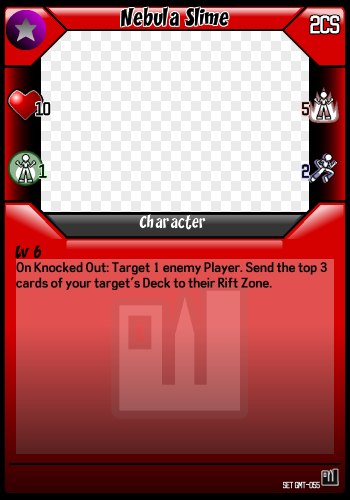 Nebula Slime
2CS
10
5
1
2
Character
Lv 6
On Knocked Out: Target 1 enemy Player. Send the top 3
cards of your target's Deck to their Rift Zone.
SET GMT-055